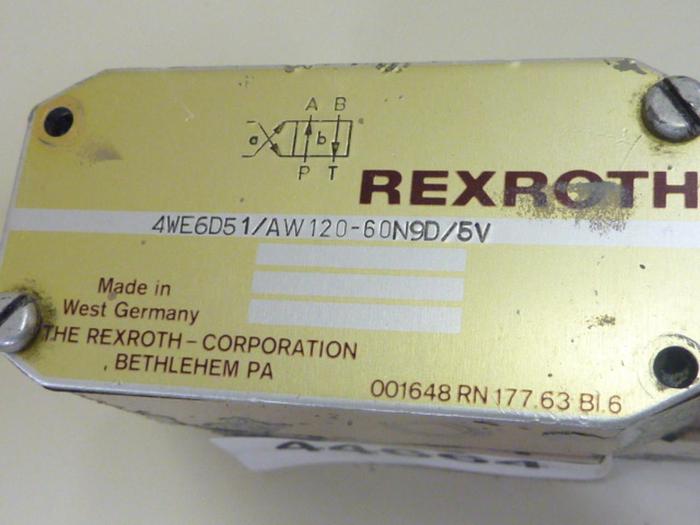 A B
a b
P T
REXROTH
4WE6D51/AW120-60N9D/5V
Made in
West Germany
THE REXROTH-CORPORATION
BETHLEHEM PA
001648 RN 177.63 Bl.6